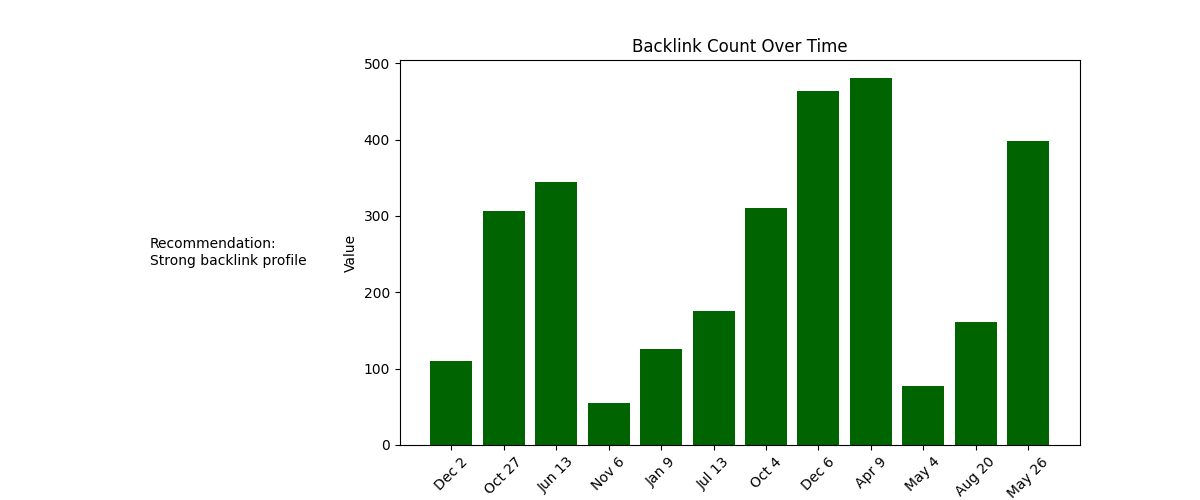 Backlink Count Over Time
Recommendation:
Strong backlink profile
Value
500
400
300
200
100
0
Dec 2
Oct 27
Jun 13
Nov 6
Jan 9
Jul 13
Oct 4
Dec 6
Apr 9
May 4
Aug 20
May 26